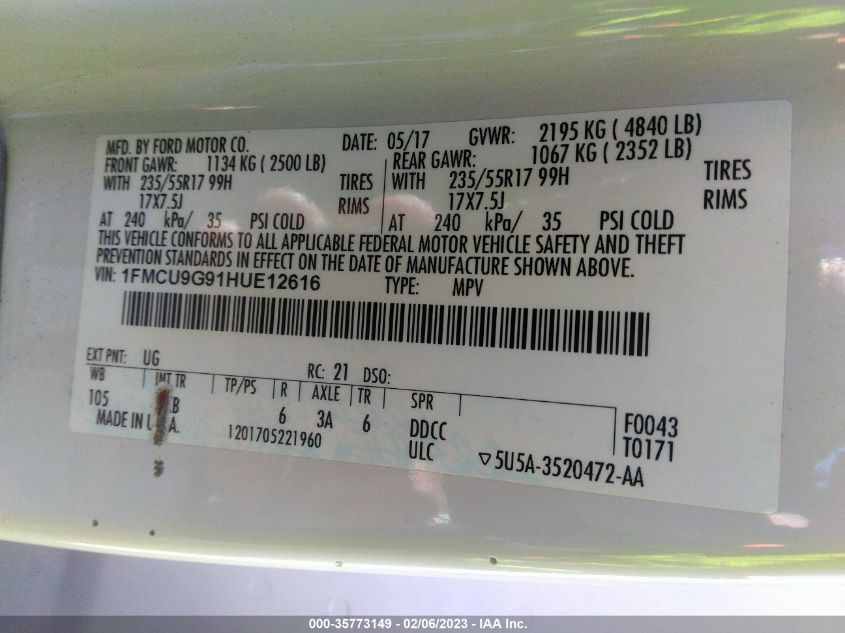 MFD. BY FORD MOTOR CO. DATE: 05/17 GVWR: 2195 KG ( 4840 LB)
FRONT GAWR: 1134 KG ( 2500 LB) REAR GAWR: 1067 KG ( 2352 LB)
WITH 235/55R17 99H TIRES WITH 235/55R17 99H TIRES
17X7.5J RIMS 17X7.5J RIMS
AT 240 kPa/ 35 PSI COLD AT 240 kPa/ 35 PSI COLD
THIS VEHICLE CONFORMS TO ALL APPLICABLE FEDERAL MOTOR VEHICLE SAFETY AND THEFT
PREVENTION STANDARDS IN EFFECT ON THE DATE OF MANUFACTURE SHOWN ABOVE.
VIN: 1FMCU9G91HUE12616 TYPE: MPV
EXT PNT: UG RC: 21 DSO:
WB INT TR TP/PS R AXLE TR SPR
105 B 6 3A 6 DDCC F0043
MADE IN U.S.A. 1201705221960 ULC T0171
▽5U5A-3520472-AA
000-35773149 - 02/06/2023 - IAA Inc.